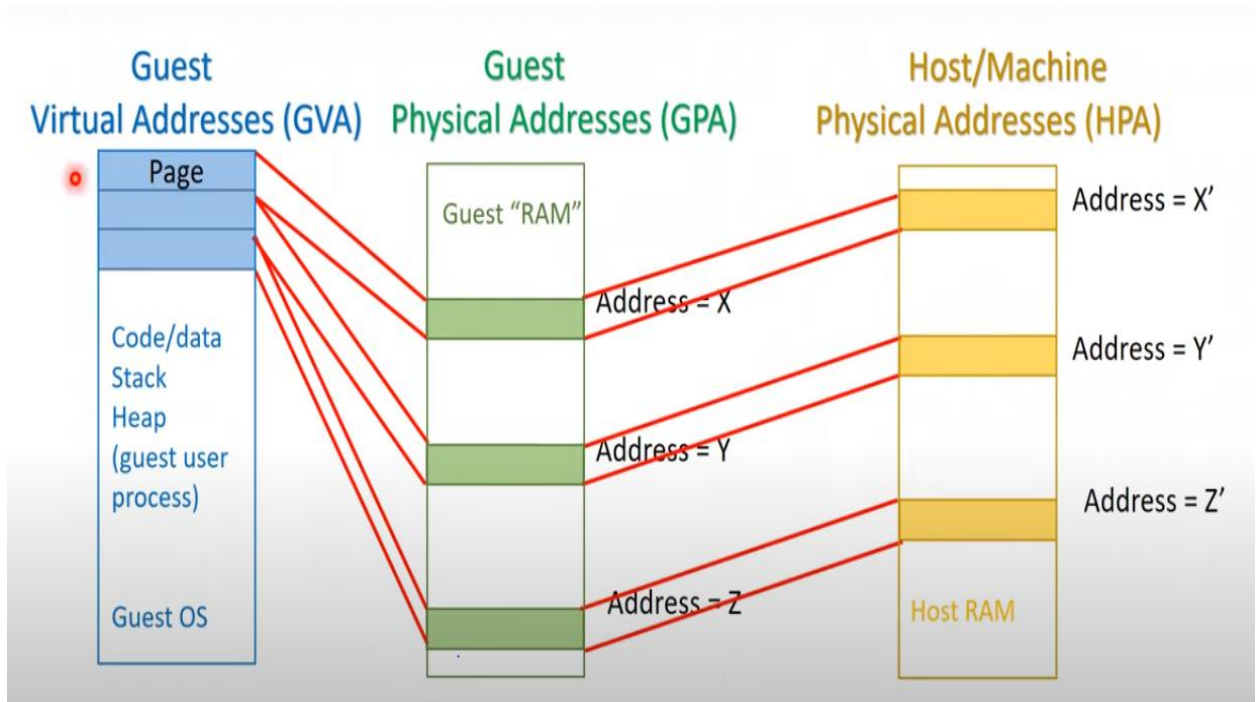 Guest
Virtual Addresses (GVA)
Guest
Physical Addresses (GPA)
Host/Machine
Physical Addresses (HPA)
Page
Code/data
Stack
Heap
(guest user
process)
Guest OS
Guest “RAM”
Address = X
Address = Y
Address = Z
Address = X’
Address = Y’
Address = Z’
Host RAM